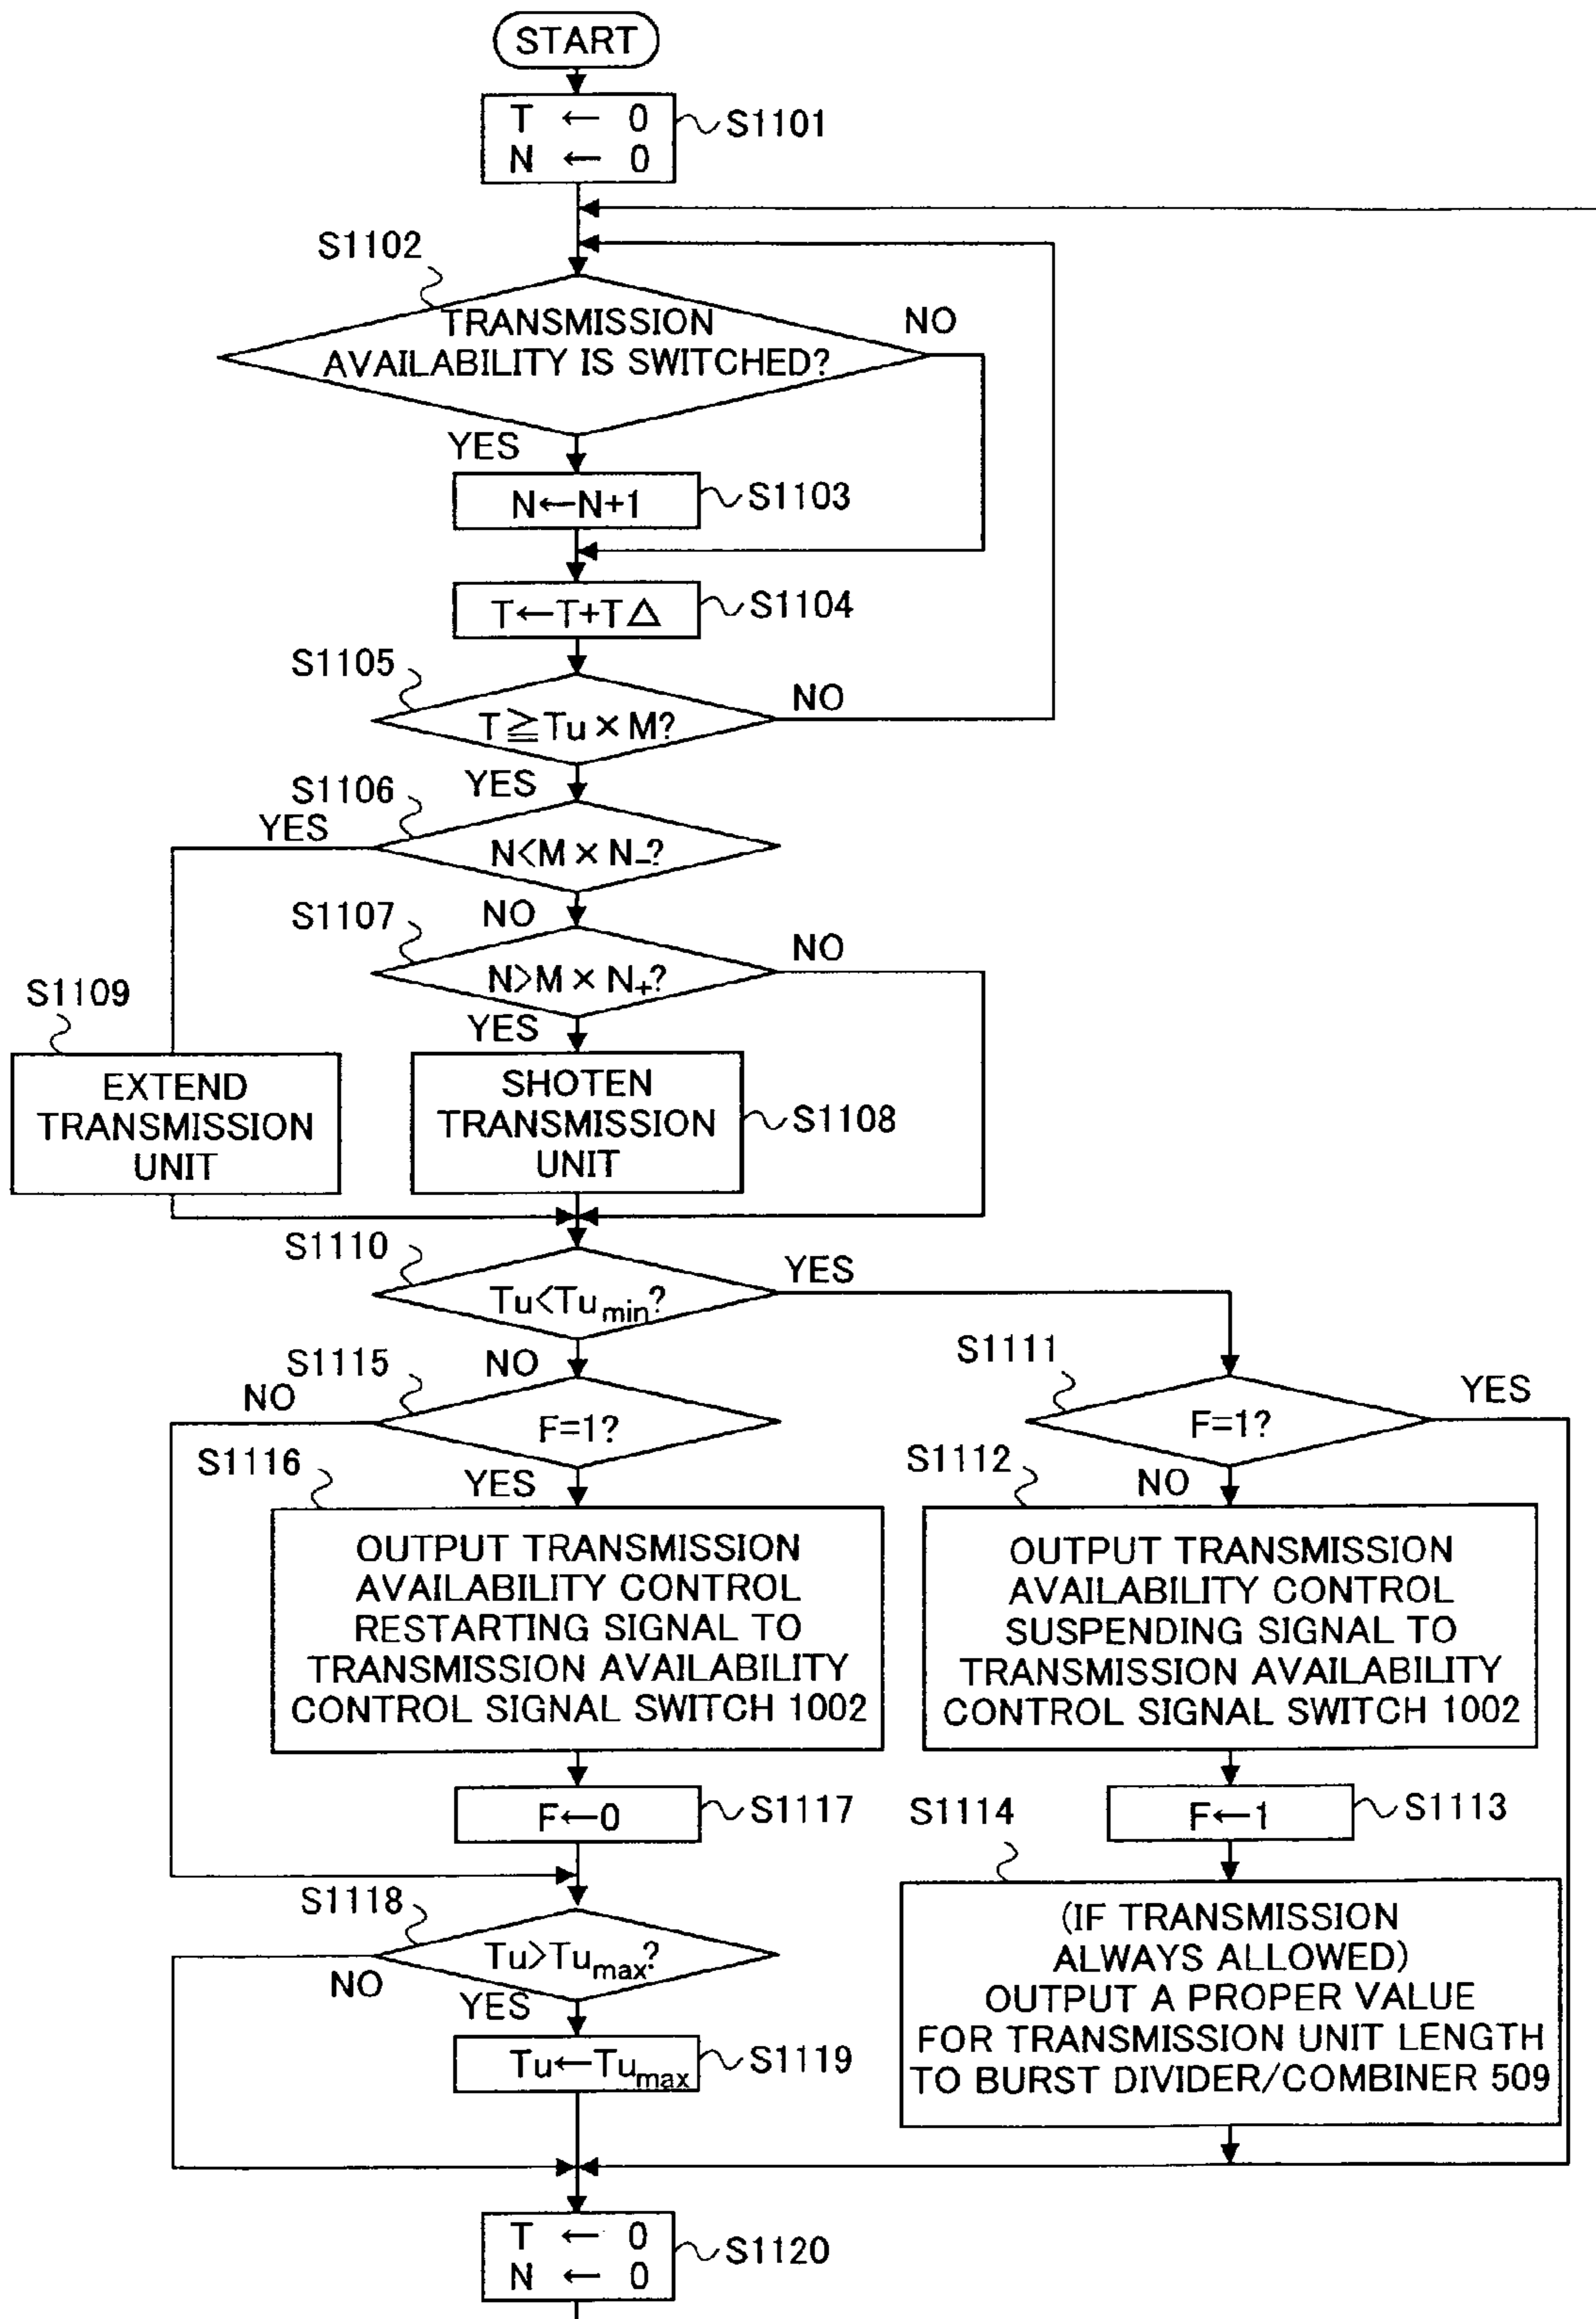 START
T ← 0
N ← 0
S1101
S1102
TRANSMISSION
AVAILABILITY IS SWITCHED?
NO
YES
N←N+1
S1103
T←T+T△
S1104
S1105
T≧Tu×M?
NO
YES
S1106
YES
N<M×N₋?
NO
S1107
N>M×N₊?
NO
YES
S1109
EXTEND
TRANSMISSION
UNIT
SHOTEN
TRANSMISSION
UNIT
S1108
S1110
Tu<Tumin?
YES
NO
S1115
NO
F=1?
YES
S1111
F=1?
YES
NO
S1116
OUTPUT TRANSMISSION
AVAILABILITY CONTROL
RESTARTING SIGNAL TO
TRANSMISSION AVAILABILITY
CONTROL SIGNAL SWITCH 1002
S1112
OUTPUT TRANSMISSION
AVAILABILITY CONTROL
SUSPENDING SIGNAL TO
TRANSMISSION AVAILABILITY
CONTROL SIGNAL SWITCH 1002
F←0
S1117
F←1
S1113
S1114
(IF TRANSMISSION
ALWAYS ALLOWED)
OUTPUT A PROPER VALUE
FOR TRANSMISSION UNIT LENGTH
TO BURST DIVIDER/COMBINER 509
S1118
Tu>Tumax?
NO
YES
Tu←Tumax
S1119
T ← 0
N ← 0
S1120